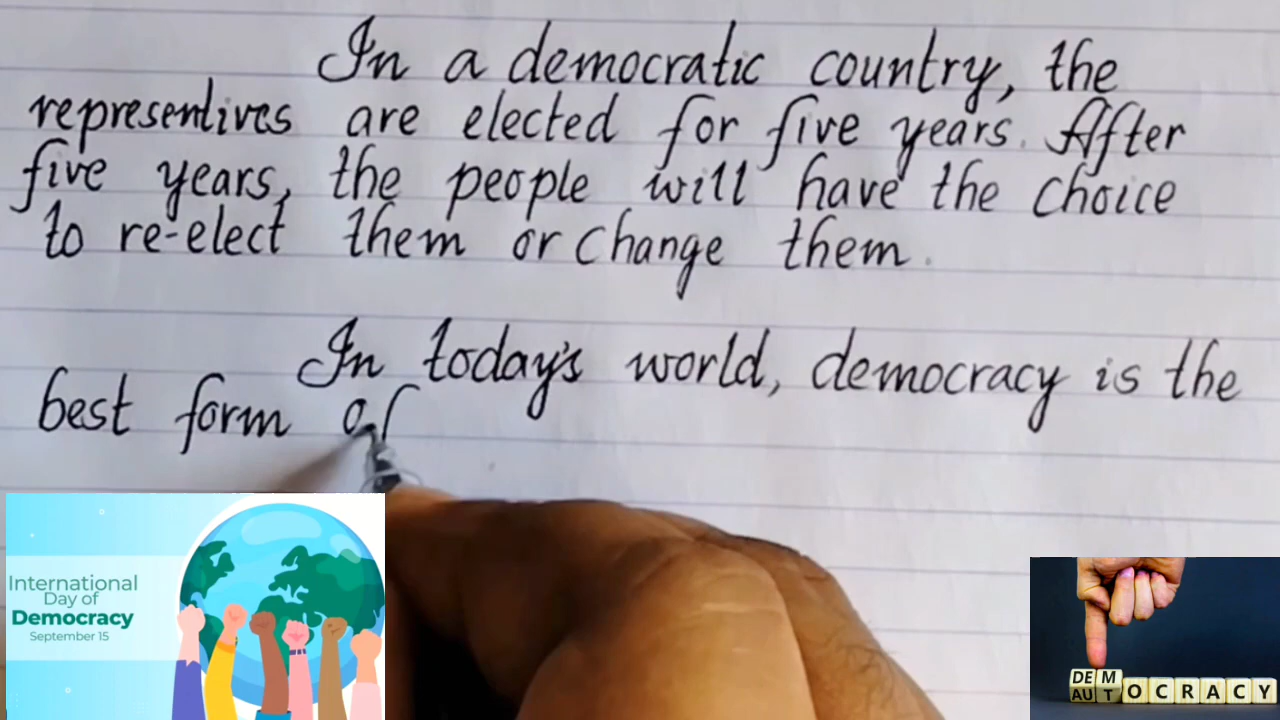 In a democratic country, the
representives are elected for five years. After
five years, the people will have the choice
to re-elect them or change them.
In today's world, democracy is the
best form of
International
Day of
Democracy
September 15
DE M
AU T OCRACY